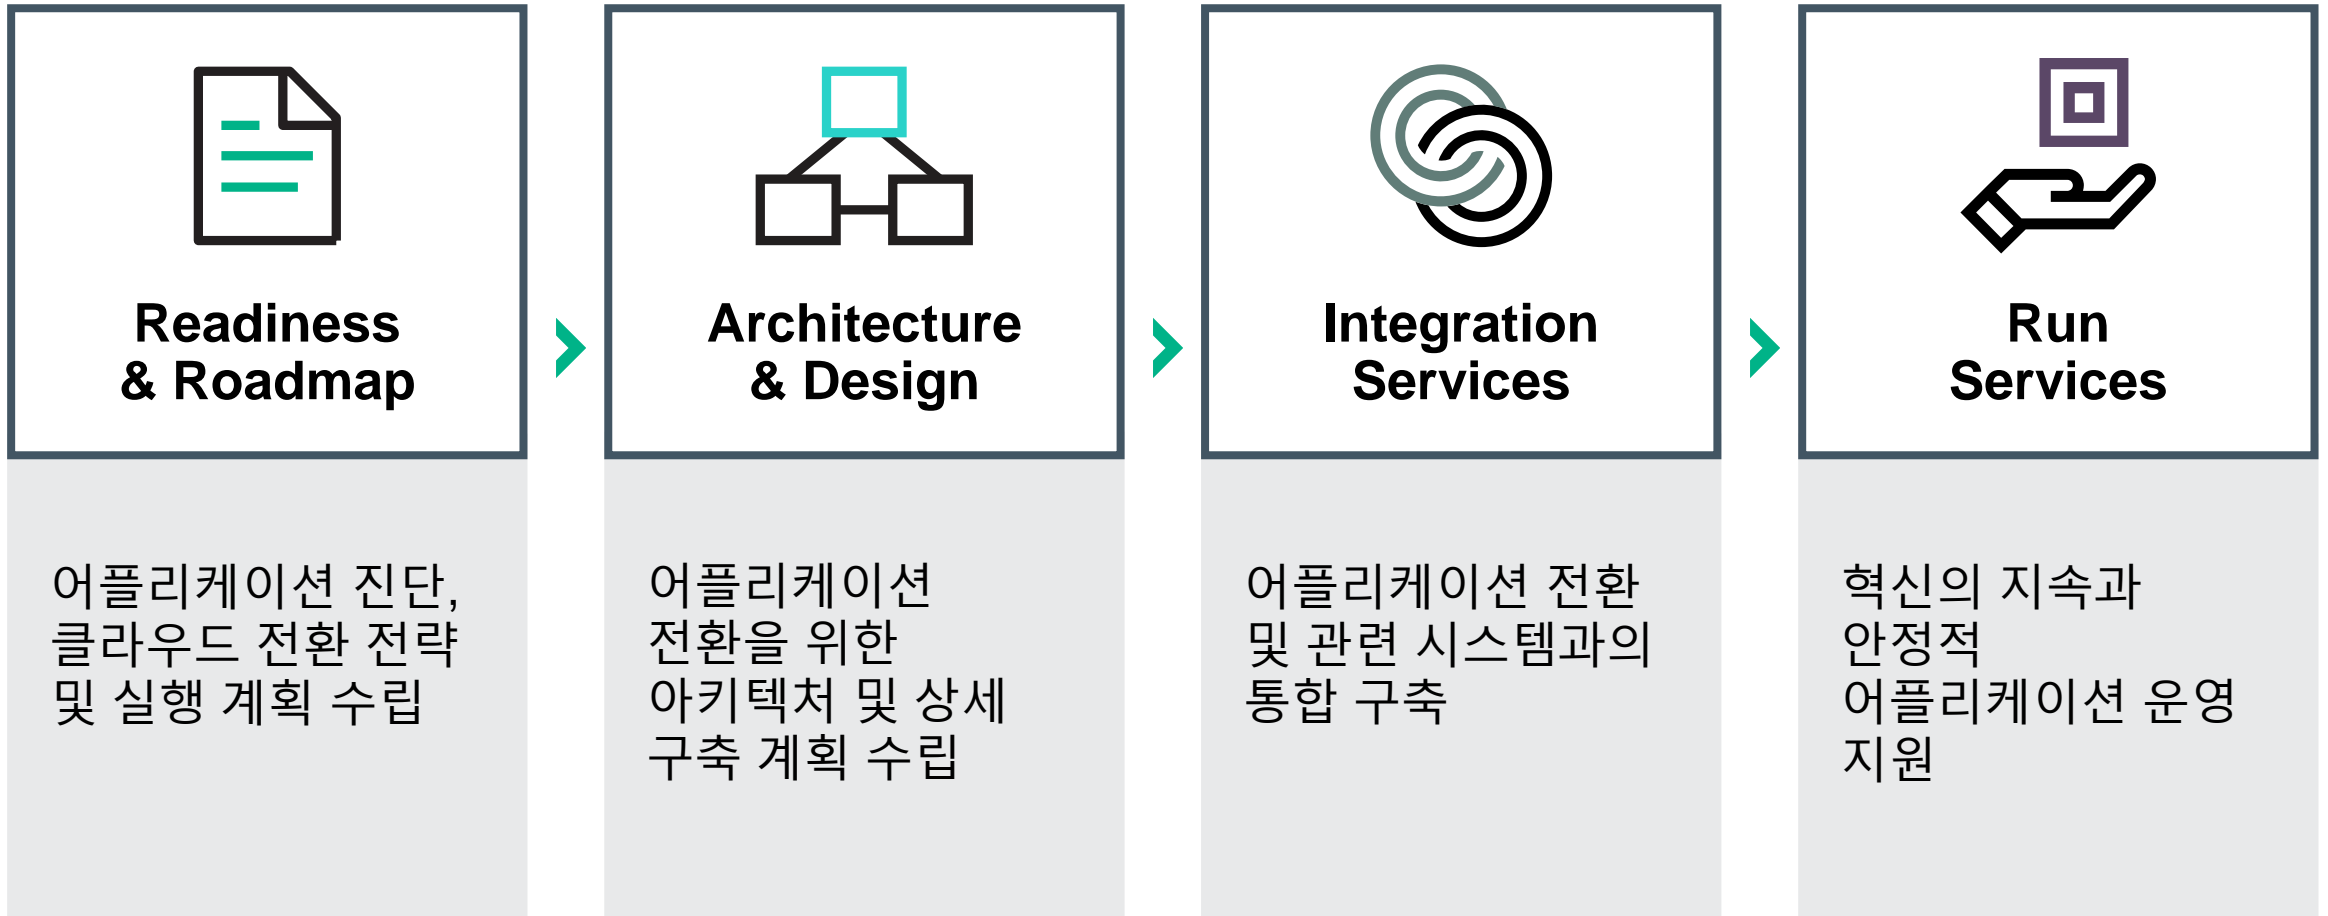 Readiness
& Roadmap
어플리케이션 진단,
클라우드 전환 전략
및 실행 계획 수립
Architecture
& Design
어플리케이션
전환을 위한
아키텍처 및 상세
구축 계획 수립
Integration
Services
어플리케이션 전환
및 관련 시스템과의
통합 구축
Run
Services
혁신의 지속과
안정적
어플리케이션 운영
지원